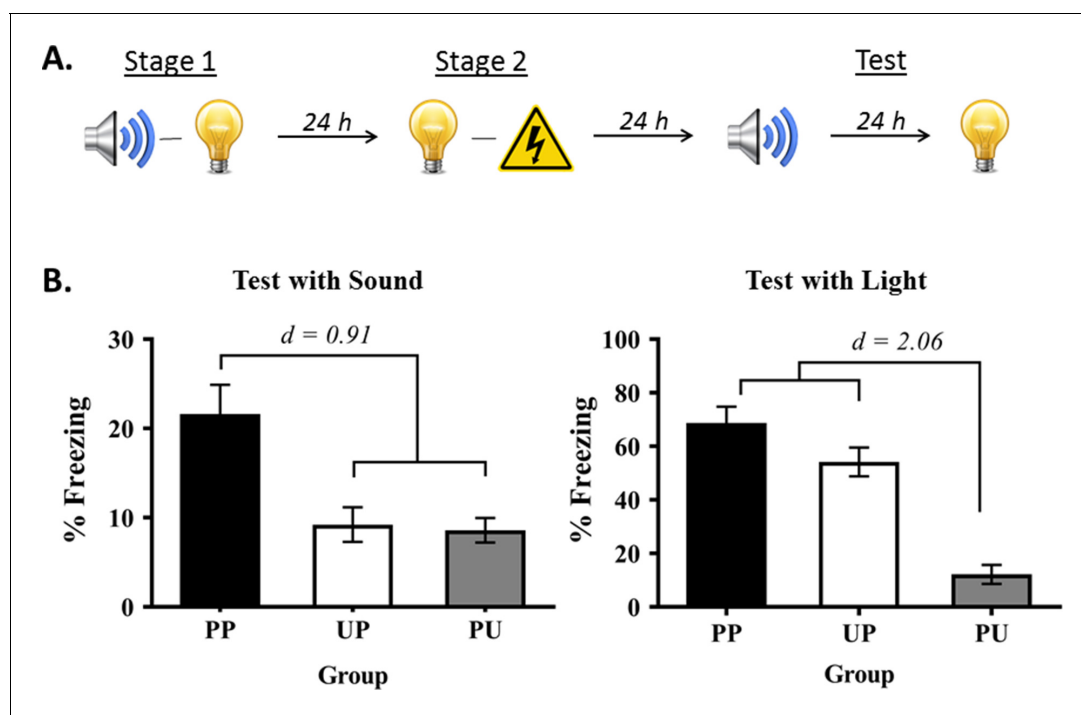 A.
Stage 1 Stage 2 Test
24 h 24 h 24 h
B.
Test with Sound Test with Light
d = 0.91 d = 2.06
30 100
80
20 60
% Freezing % Freezing
10 40
20
0 0
PP UP PU PP UP PU
Group Group